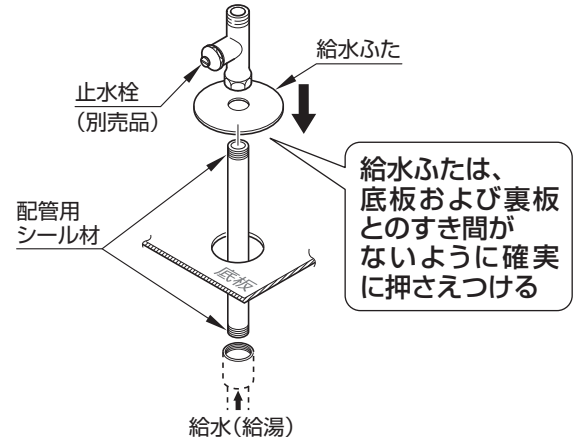 給水ふた
止水栓
(別売品)
給水ふたは、
底板および裏板
とのすき間が
ないように確実
に押さえつける
配管用
シール材
底板
給水(給湯)